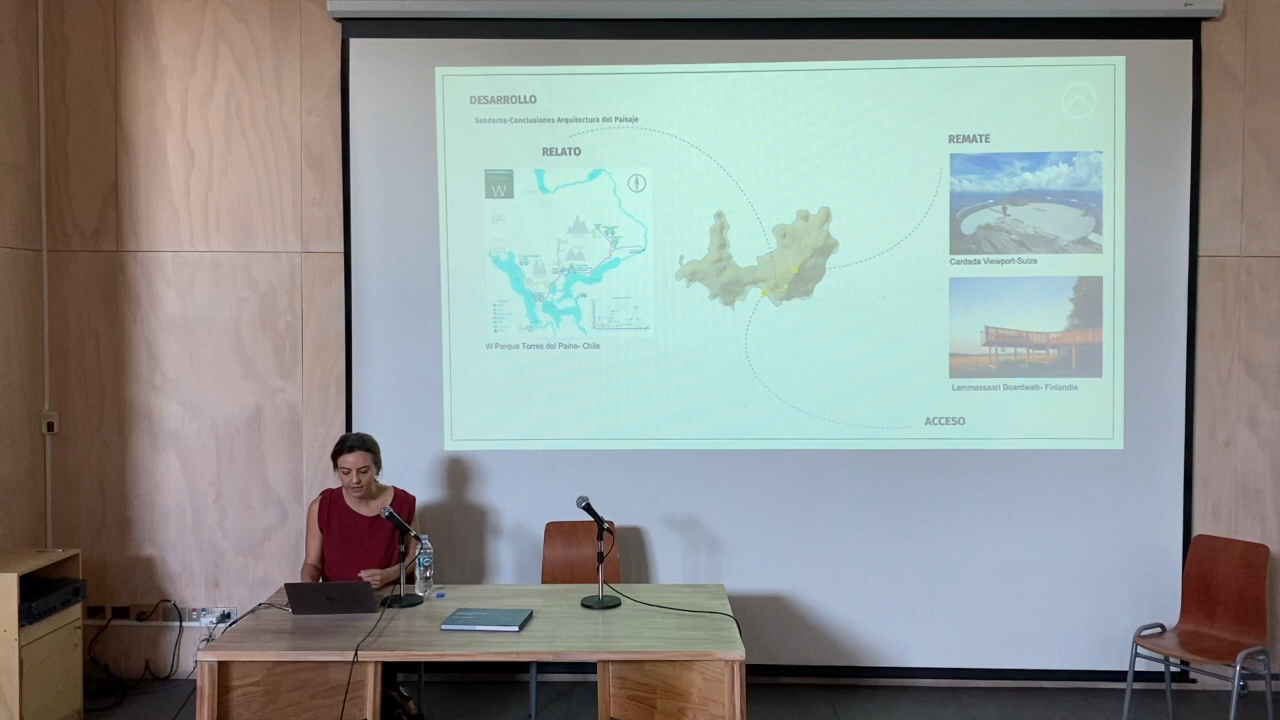 DESARROLLO
Senderos-Conclusiones Arquitectura del Paisaje
RELATO
W
W Parque Torres del Paine- Chile
REMATE
Cardada Viewport-Suiza
Lammassaari Boardwalk- Finlandia
ACCESO